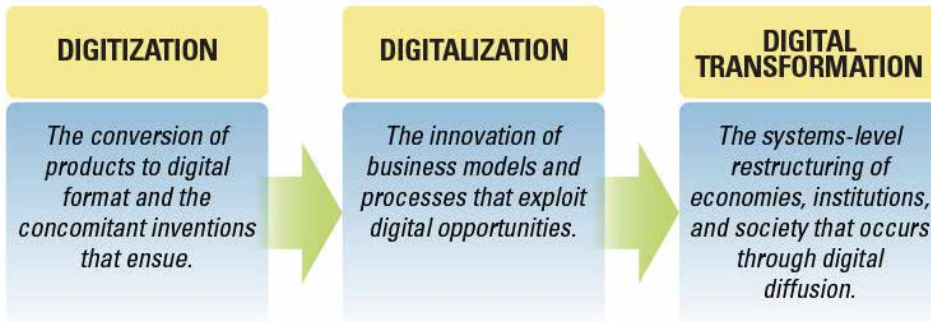 DIGITIZATION
The conversion of
products to digital
format and the
concomitant inventions
that ensue.
DIGITALIZATION
The innovation of
business models and
processes that exploit
digital opportunities.
DIGITAL
TRANSFORMATION
The systems-level
restructuring of
economies, institutions,
and society that occurs
through digital
diffusion.